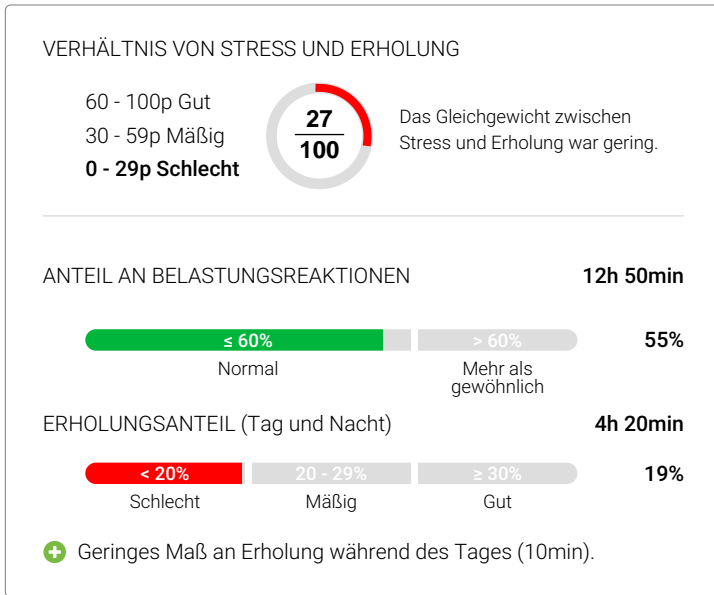 VERHÄLTNIS VON STRESS UND ERHOLUNG
60 - 100p Gut
30 - 59p Mäßig
0 - 29p Schlecht
27
100
Das Gleichgewicht zwischen
Stress und Erholung war gering.
ANTEIL AN BELASTUNGSREAKTIONEN 12h 50min
≤ 60% > 60% 55%
Normal Mehr als
gewöhnlich
ERHOLUNGSANTEIL (Tag und Nacht) 4h 20min
< 20% 20 - 29% ≥ 30% 19%
Schlecht Mäßig Gut
Geringes Maß an Erholung während des Tages (10min).